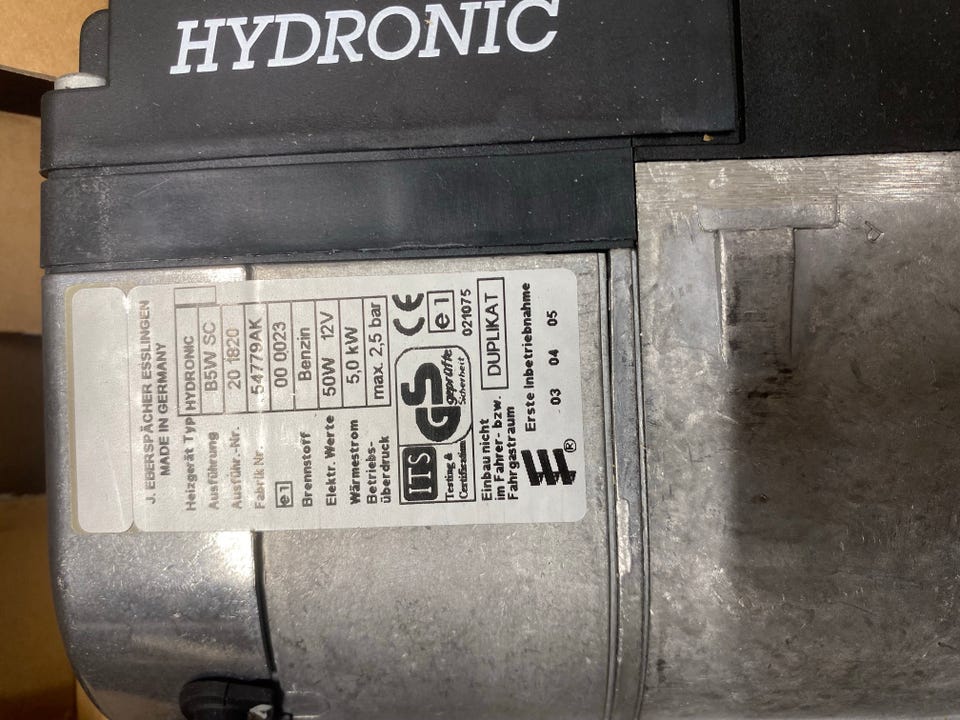 HYDRONIC
J. EBERSPÄCHER ESSLINGEN
MADE IN GERMANY
Heizgerät Typ HYDRONIC
Ausführung B5W SC
Ausführ.-Nr. 20 1820
Fabrik Nr. 54779AK
e1 00 0023
Brennstoff Benzin
Elektr. Werte 50W 12V
Wärmestrom 5,0 kW
Betriebs-
überdruck max. 2,5 bar
ITS
Testing &
Certification
GS
geprüfte
Sicherheit
CE
e1
021075
Einbau nicht
im Fahrer- bzw.
Fahrgastraum
DUPLIKAT
Erste Inbetriebnahme
03 04 05
®